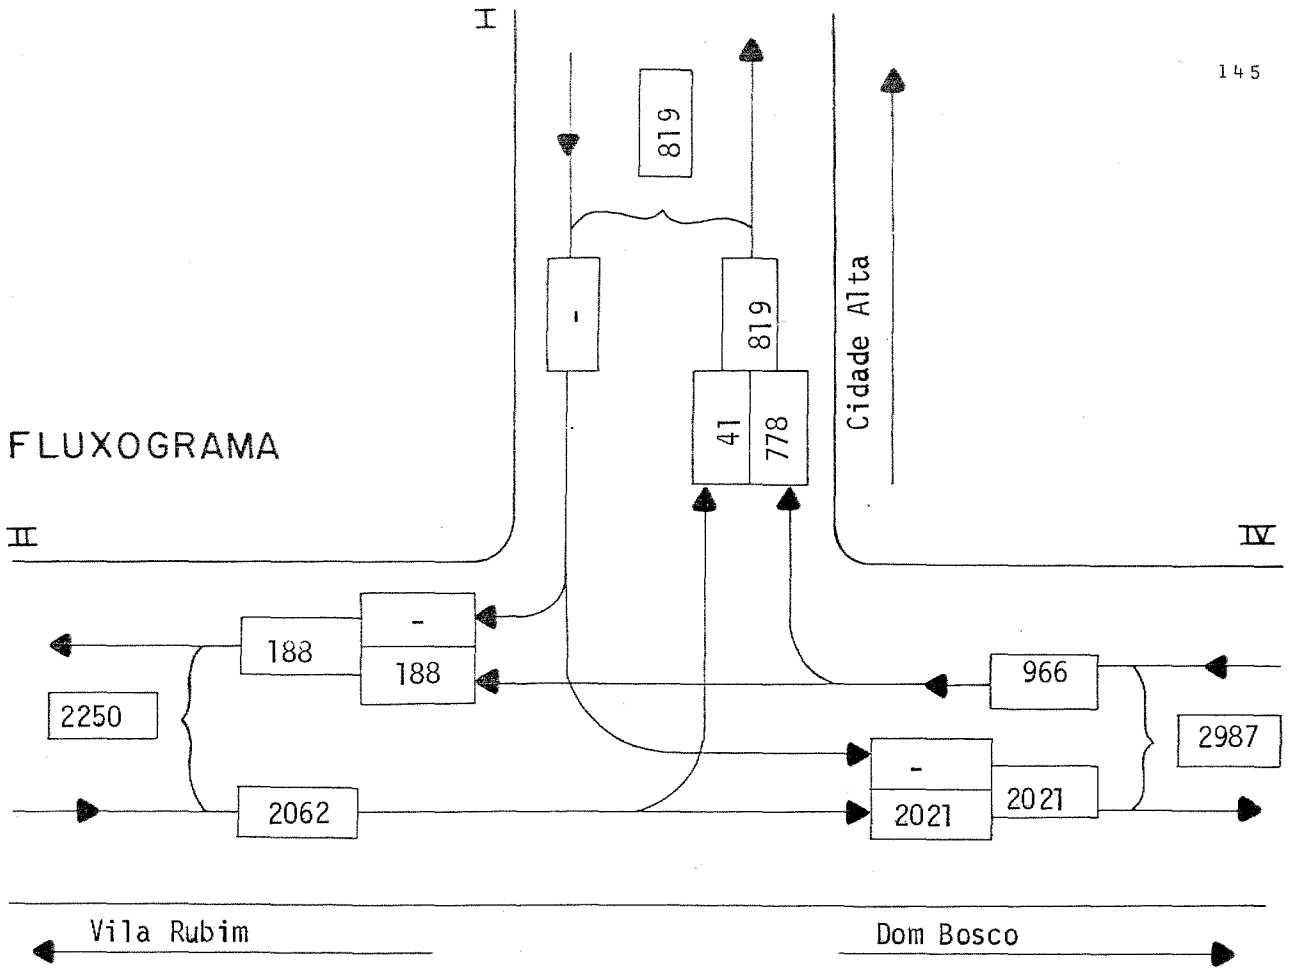 I
145
819
-
819
Cidade Alta
41
778
FLUXOGRAMA
II
IV
-
188
188
966
2250
2987
-
2021
2062
2021
Vila Rubim
Dom Bosco